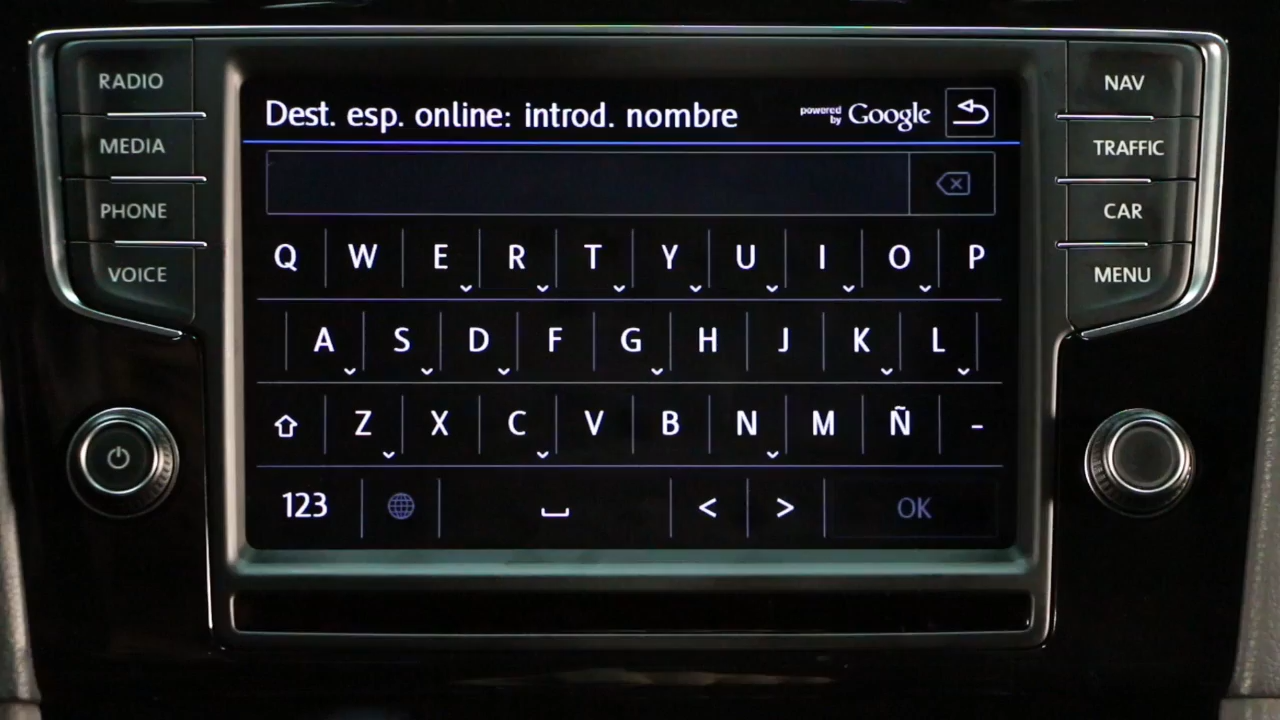 RADIO
MEDIA
PHONE
VOICE
Dest. esp. online: introd. nombre
powered by Google
Q W E R T Y U I O P
A S D F G H J K L
Z X C V B N M Ñ -
123 < > OK
NAV
TRAFFIC
CAR
MENU